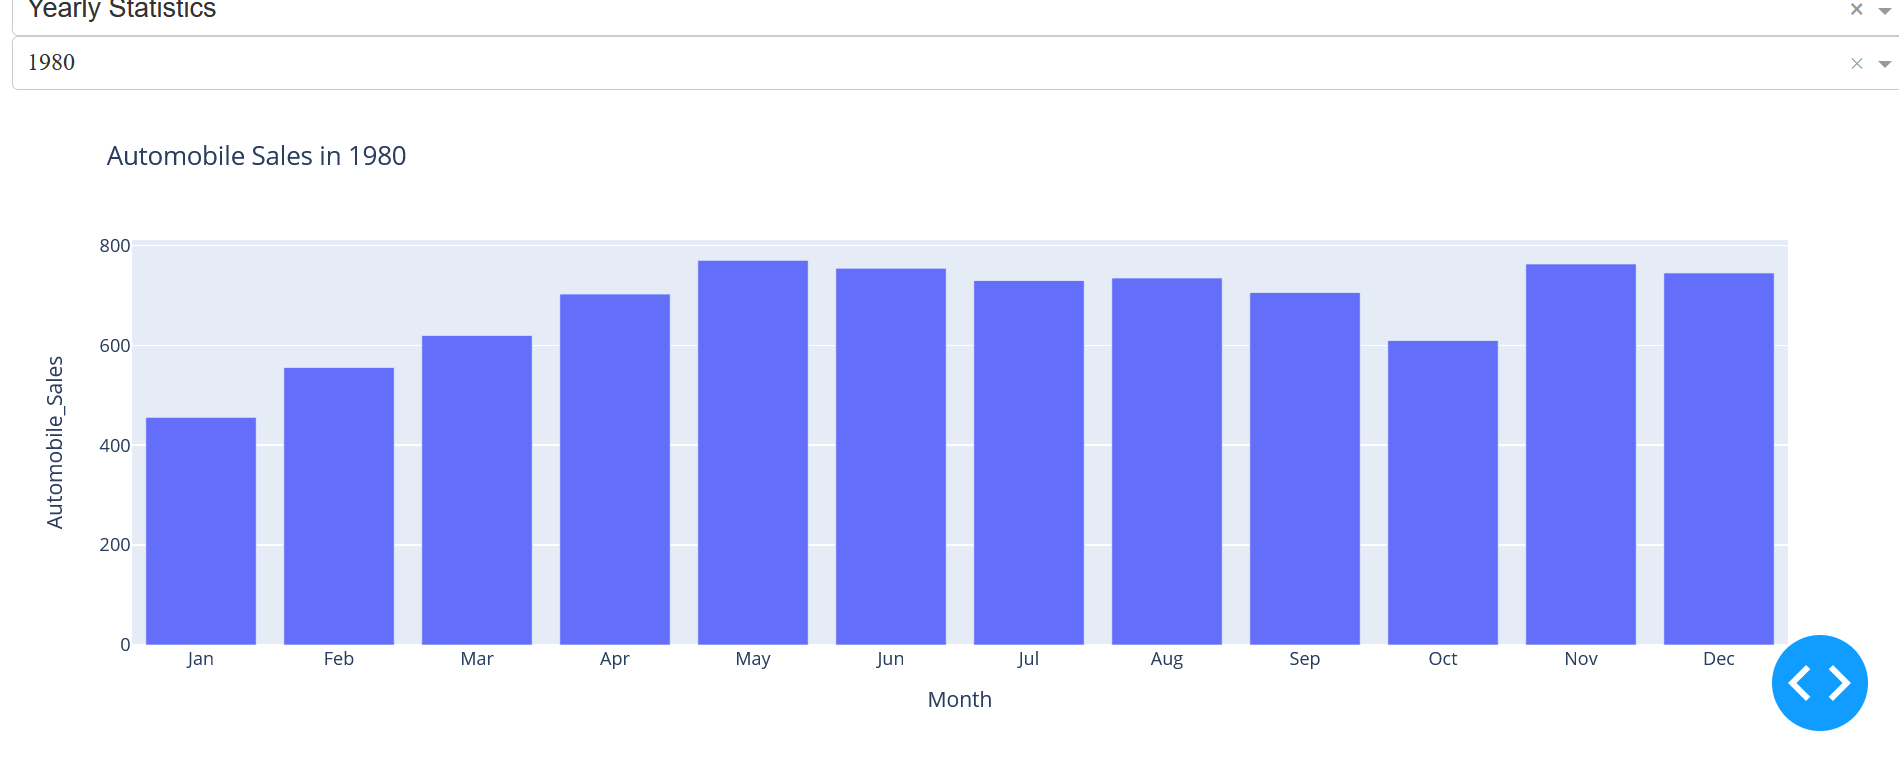 Yearly Statistics
1980
Automobile Sales in 1980
800
600
400
200
0
Automobile_Sales
Jan Feb Mar Apr May Jun Jul Aug Sep Oct Nov Dec
Month